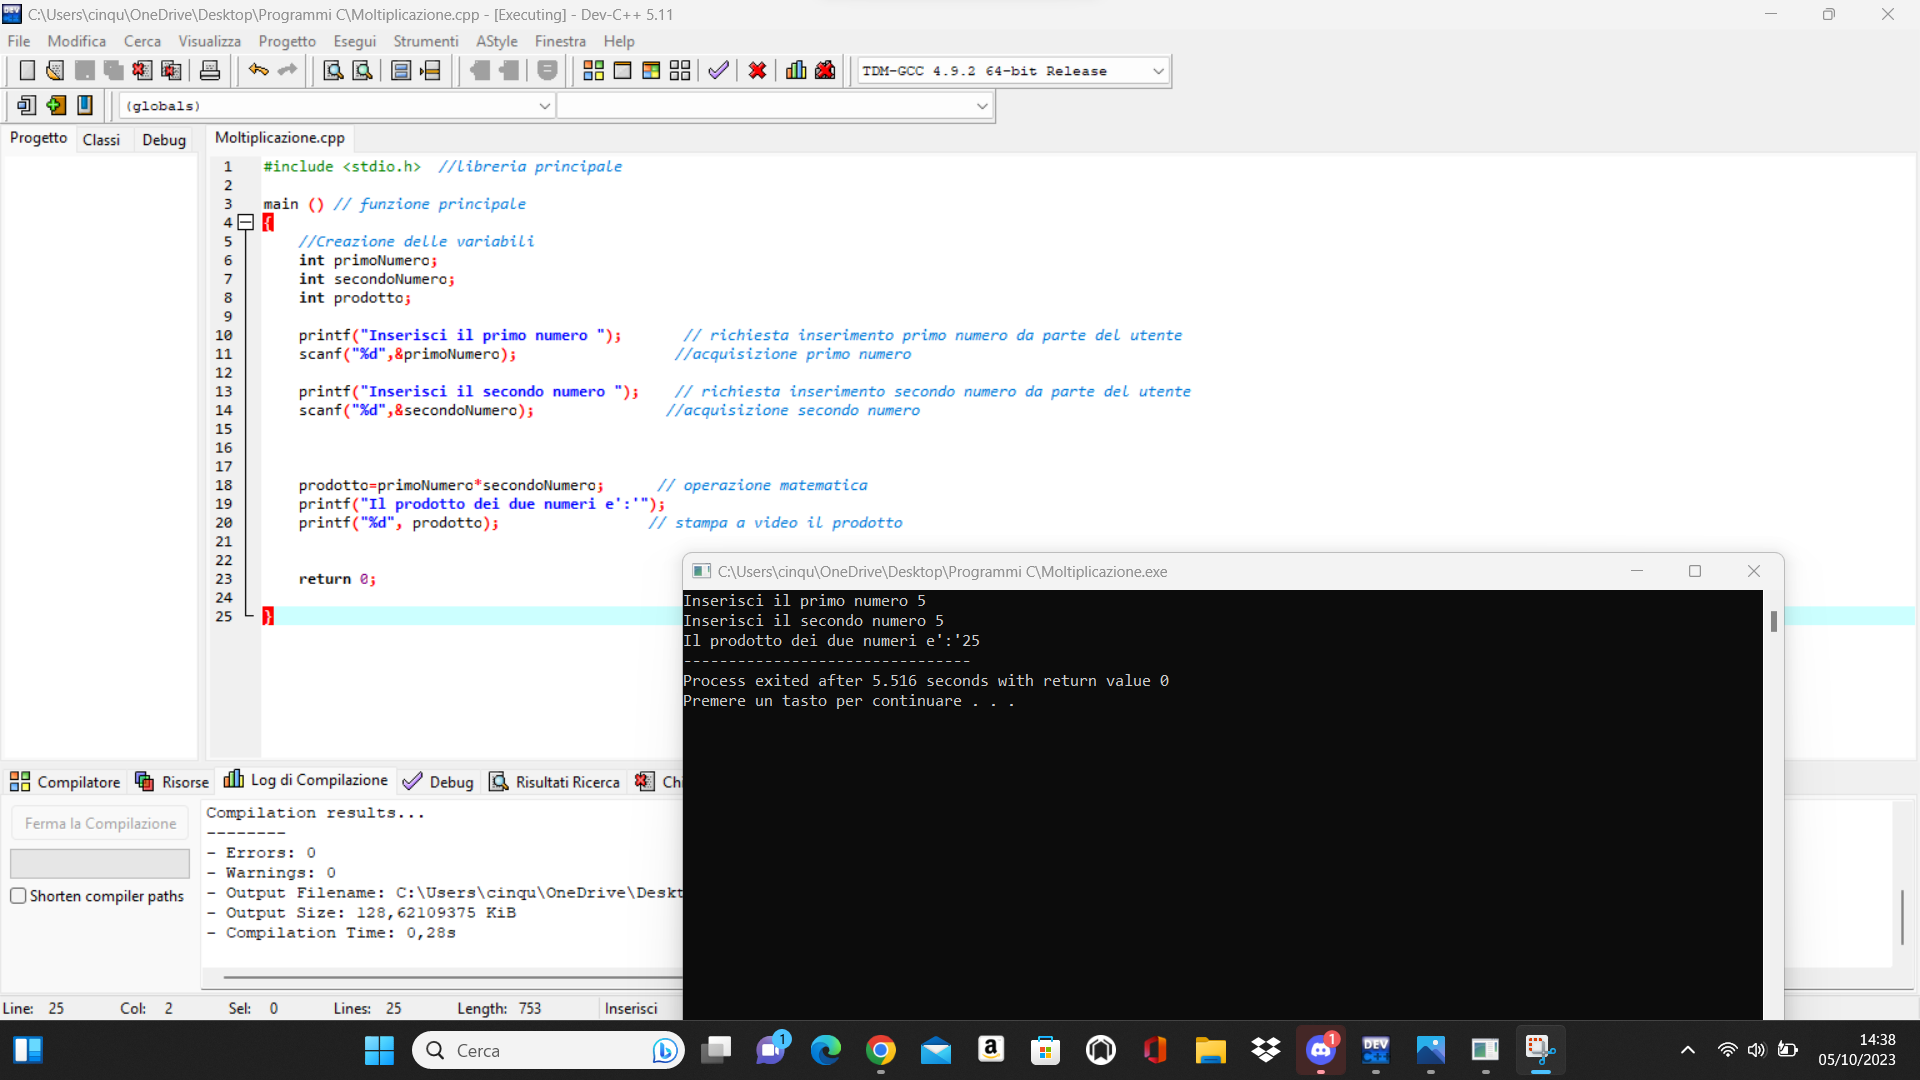 C:\Users\cinqu\OneDrive\Desktop\Programmi C\Moltiplicazione.cpp - [Executing] - Dev-C++ 5.11
File Modifica Cerca Visualizza Progetto Esegui Strumenti AStyle Finestra Help
TDM-GCC 4.9.2 64-bit Release
(globals)
Progetto Classi Debug
Moltiplicazione.cpp
1 #include <stdio.h>  //libreria principale
2
3 main () // funzione principale
4 {
5     //Creazione delle variabili
6     int primoNumero;
7     int secondoNumero;
8     int prodotto;
9
10     printf("Inserisci il primo numero ");       // richiesta inserimento primo numero da parte del utente
11     scanf("%d",&primoNumero);                  //acquisizione primo numero
12
13     printf("Inserisci il secondo numero ");    // richiesta inserimento secondo numero da parte del utente
14     scanf("%d",&secondoNumero);               //acquisizione secondo numero
15
16
17
18     prodotto=primoNumero*secondoNumero;      // operazione matematica
19     printf("Il prodotto dei due numeri e':'");
20     printf("%d", prodotto);                 // stampa a video il prodotto
21
22
23     return 0;
24
25 }
C:\Users\cinqu\OneDrive\Desktop\Programmi C\Moltiplicazione.exe
Inserisci il primo numero 5
Inserisci il secondo numero 5
Il prodotto dei due numeri e':'25
--------------------------------
Process exited after 5.516 seconds with return value 0
Premere un tasto per continuare . . .
Compilatore Risorse Log di Compilazione Debug Risultati Ricerca Chi
Ferma la Compilazione
Shorten compiler paths
Compilation results...
--------
- Errors: 0
- Warnings: 0
- Output Filename: C:\Users\cinqu\OneDrive\Deskt
- Output Size: 128,62109375 KiB
- Compilation Time: 0,28s
Line: 25 Col: 2 Sel: 0 Lines: 25 Length: 753 Inserisci
Cerca
1
a
1
DEV C++
14:38
05/10/2023